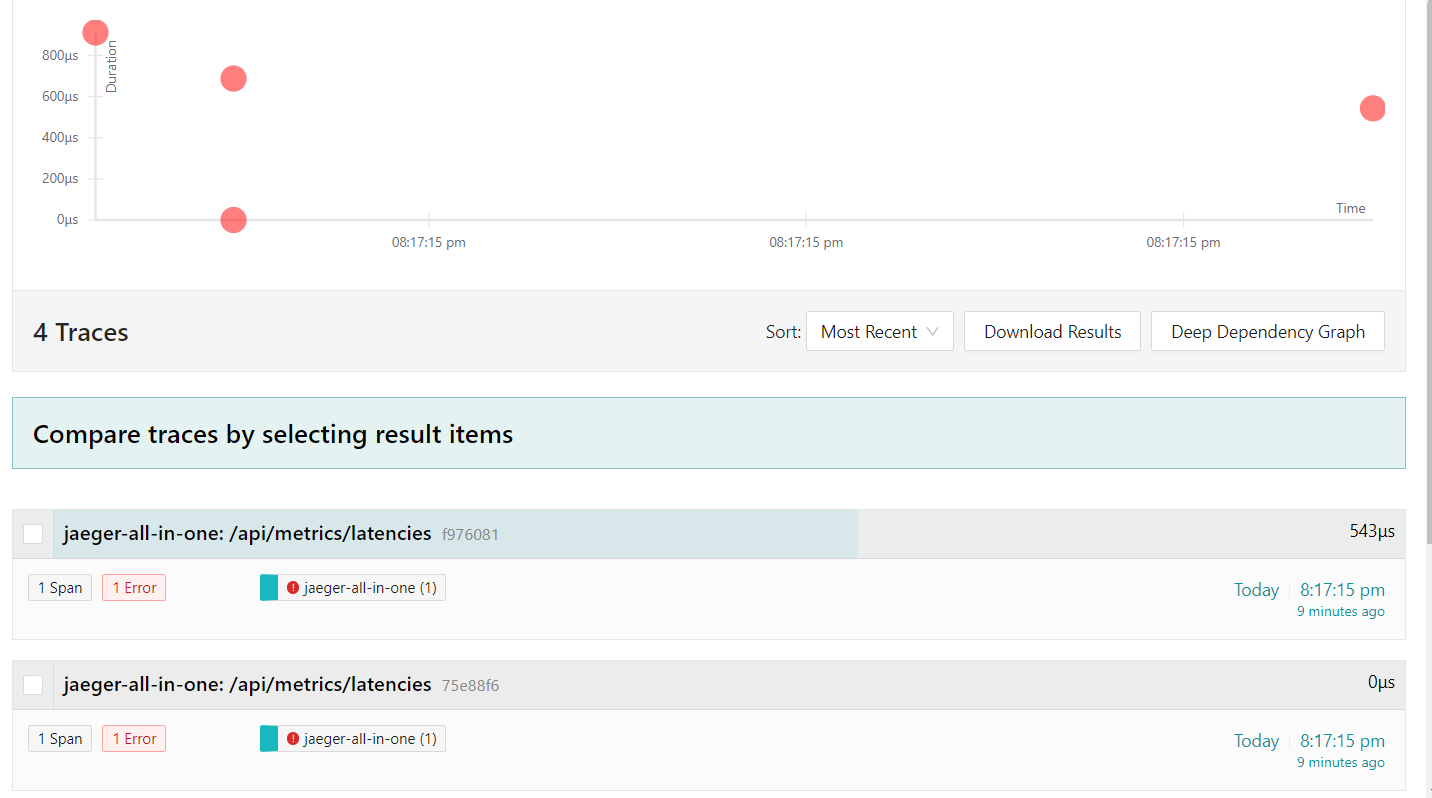 800μs
Duration
600μs
400μs
200μs
0μs
Time
08:17:15 pm
08:17:15 pm
08:17:15 pm
4 Traces
Sort: Most Recent
Download Results
Deep Dependency Graph
Compare traces by selecting result items
jaeger-all-in-one: /api/metrics/latencies f976081
543μs
1 Span
1 Error
jaeger-all-in-one (1)
Today
8:17:15 pm
9 minutes ago
jaeger-all-in-one: /api/metrics/latencies 75e88f6
0μs
1 Span
1 Error
jaeger-all-in-one (1)
Today
8:17:15 pm
9 minutes ago